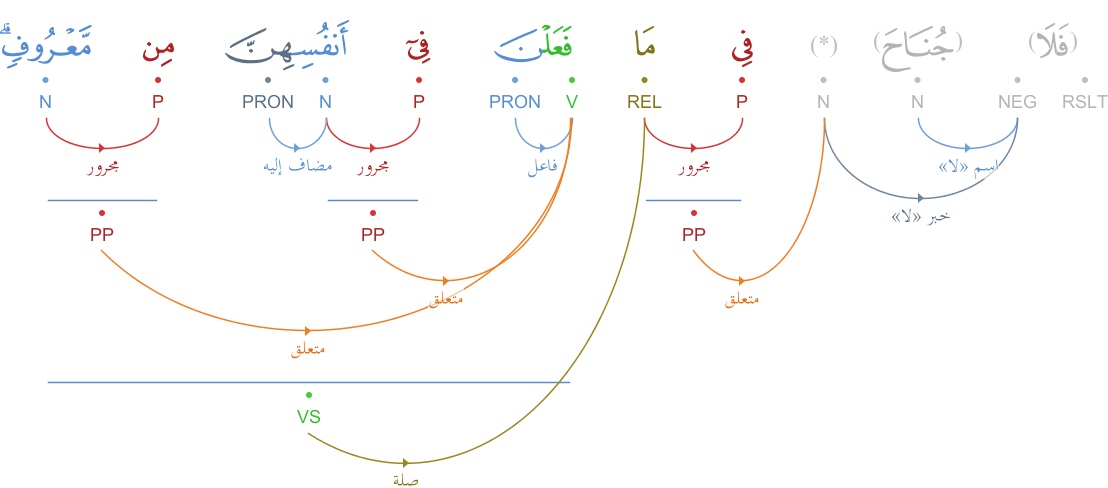 (فَلَا) (جُنَاحَ) (*) فِي مَا فَعَلْنَ فِىٓ أَنفُسِهِنَّ مِن مَّعْرُوفٍۢ ۗ
RSLT NEG N N P REL V PRON P N PRON P N
اسم «لا» مجرور فاعل مجرور مضاف إليه مجرور
خبر «لا»
PP PP PP
متعلق متعلق
متعلق
VS
صلة